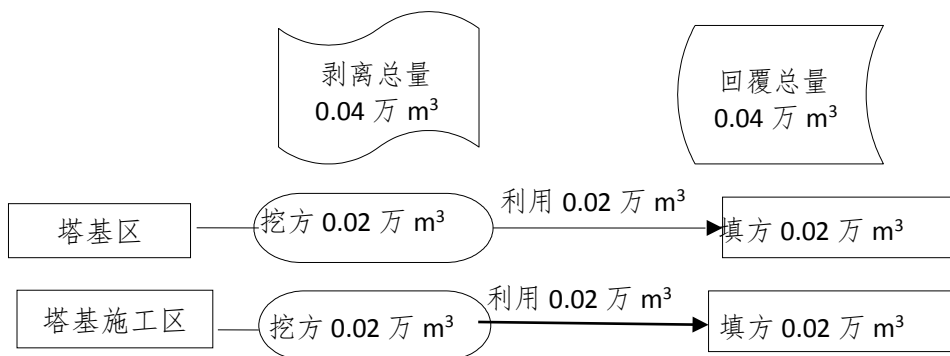 剥离总量
0.04 万 m³
回覆总量
0.04 万 m³
塔基区
挖方 0.02 万 m³
利用 0.02 万 m³
填方 0.02 万 m³
塔基施工区
挖方 0.02 万 m³
利用 0.02 万 m³
填方 0.02 万 m³